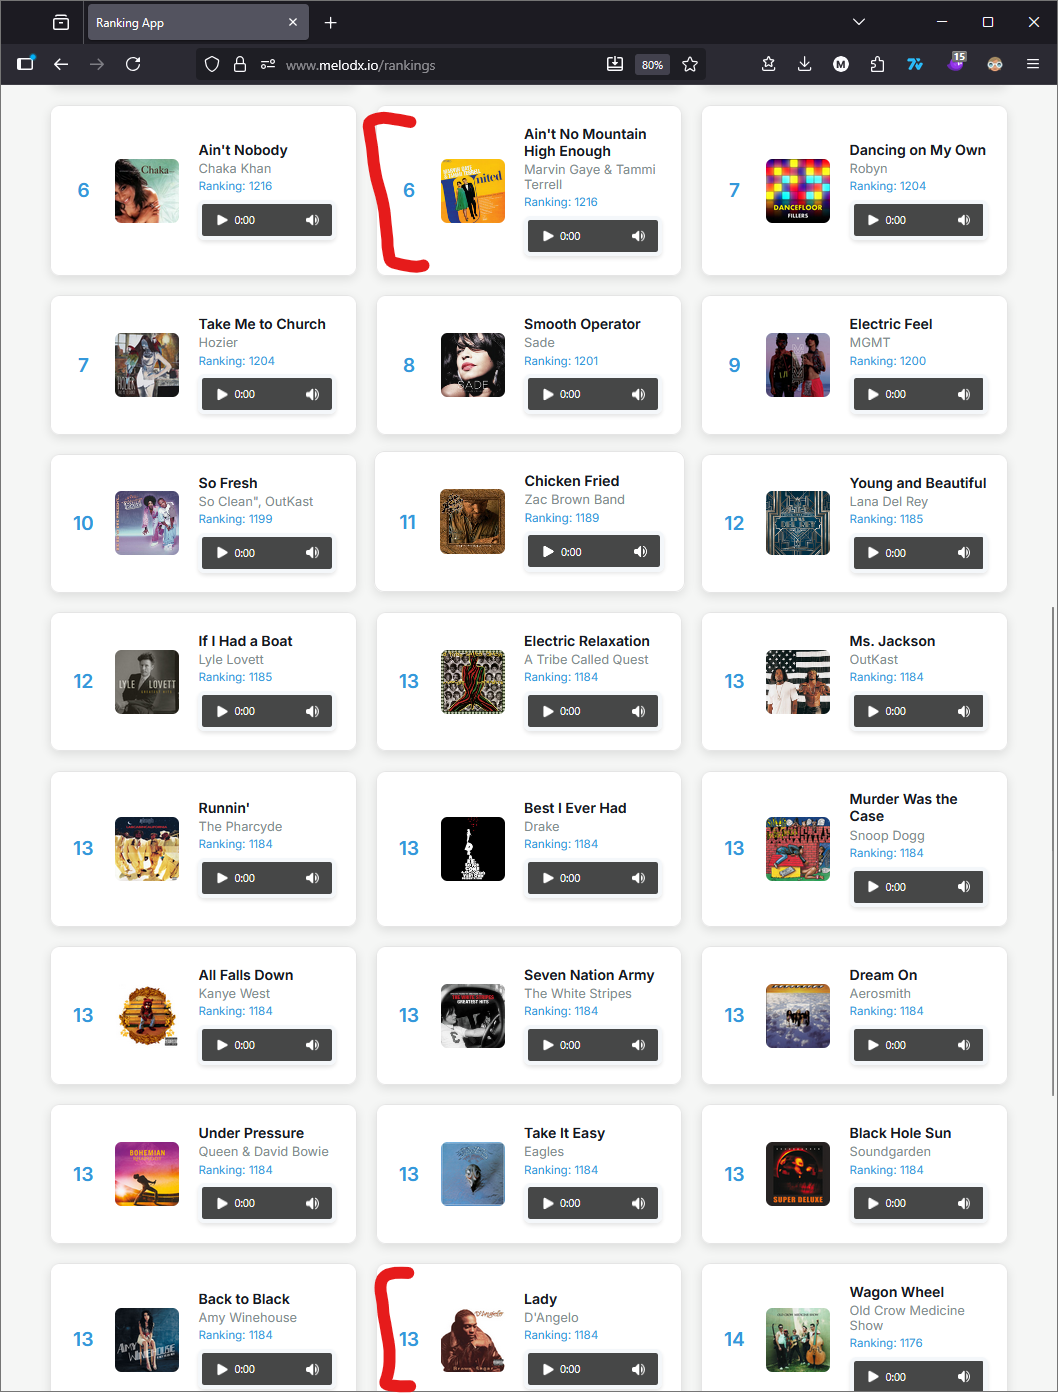 Ranking App
www.melodx.io/rankings
80%
15
6
Ain't Nobody
Chaka Khan
Ranking: 1216
0:00
6
Ain't No Mountain
High Enough
Marvin Gaye & Tammi
Terrell
Ranking: 1216
0:00
7
Dancing on My Own
Robyn
Ranking: 1204
0:00
DANCEFLOOR
FILLERS
7
Take Me to Church
Hozier
Ranking: 1204
0:00
8
Smooth Operator
Sade
Ranking: 1201
0:00
SADE
9
Electric Feel
MGMT
Ranking: 1200
0:00
10
So Fresh
So Clean", OutKast
Ranking: 1199
0:00
11
Chicken Fried
Zac Brown Band
Ranking: 1189
0:00
12
Young and Beautiful
Lana Del Rey
Ranking: 1185
0:00
12
If I Had a Boat
Lyle Lovett
Ranking: 1185
0:00
LYLE LOVETT
13
Electric Relaxation
A Tribe Called Quest
Ranking: 1184
0:00
13
Ms. Jackson
OutKast
Ranking: 1184
0:00
13
Runnin'
The Pharcyde
Ranking: 1184
0:00
13
Best I Ever Had
Drake
Ranking: 1184
0:00
13
Murder Was the
Case
Snoop Dogg
Ranking: 1184
0:00
13
All Falls Down
Kanye West
Ranking: 1184
0:00
13
Seven Nation Army
The White Stripes
Ranking: 1184
0:00
THE WHITE STRIPES
GREATEST HITS
13
Dream On
Aerosmith
Ranking: 1184
0:00
13
Under Pressure
Queen & David Bowie
Ranking: 1184
0:00
BOHEMIAN
13
Take It Easy
Eagles
Ranking: 1184
0:00
13
Black Hole Sun
Soundgarden
Ranking: 1184
0:00
SUPER DELUXE
13
Back to Black
Amy Winehouse
Ranking: 1184
0:00
AMY WINEHOUSE
13
Lady
D'Angelo
Ranking: 1184
0:00
14
Wagon Wheel
Old Crow Medicine
Show
Ranking: 1176
0:00